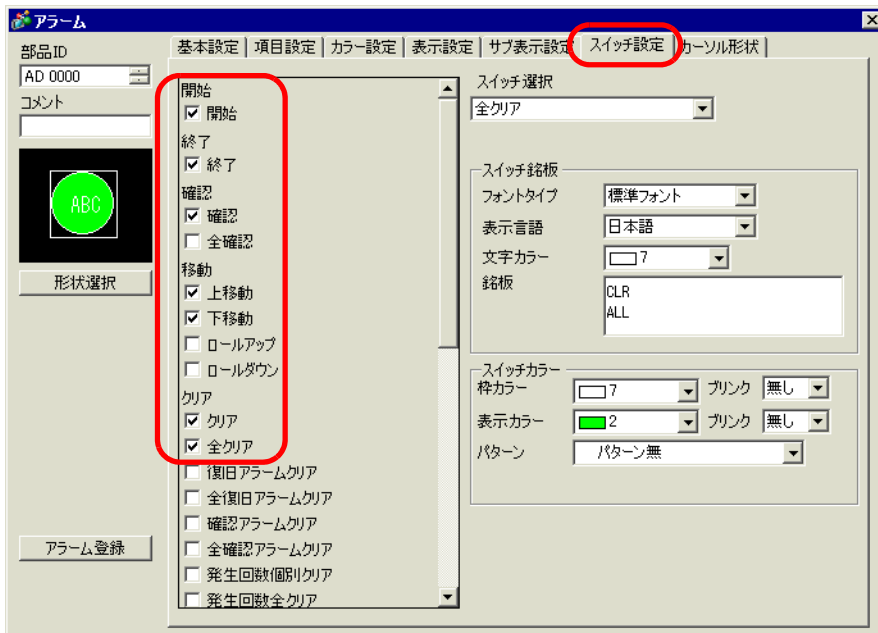 アラーム
部品ID
AD 0000
コメント
ABC
形状選択
アラーム登録
基本設定
項目設定
カラー設定
表示設定
サブ表示設定
スイッチ設定
カーソル形状
開始
開始
終了
終了
確認
確認
全確認
移動
上移動
下移動
ロールアップ
ロールダウン
クリア
クリア
全クリア
復旧アラームクリア
全復旧アラームクリア
確認アラームクリア
全確認アラームクリア
発生回数個別クリア
発生回数全クリア
スイッチ選択
全クリア
スイッチ銘板
フォントタイプ 標準フォント
表示言語 日本語
文字カラー 7
銘板
CLR
ALL
スイッチカラー
枠カラー 7 ブリンク 無し
表示カラー 2 ブリンク 無し
パターン パターン無